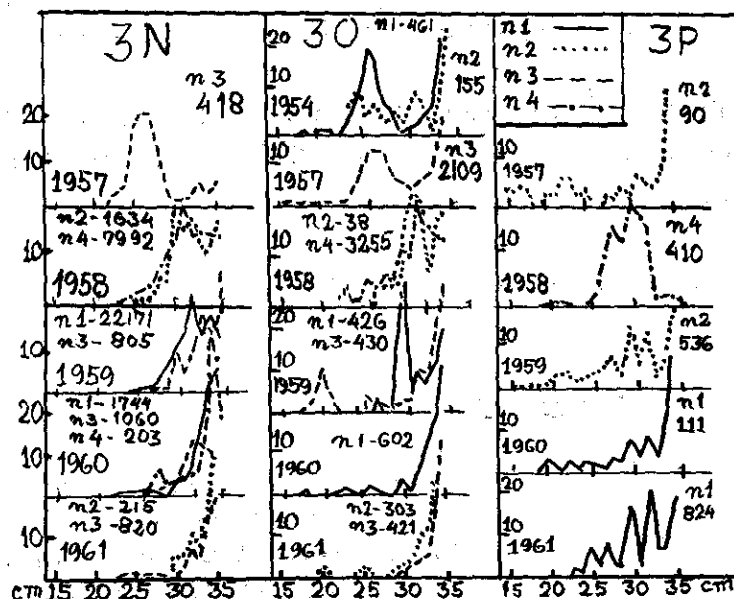 3N
n3
418
20
10
1957
n2-1634
n4-7992
10
1958
n1-22171
n3-805
10
1959
n1-1744
n3-1060
n4-203
20
10
1960
n2-215
n3-820
10
1961
cm 15 20 25 30 35
3O
n1-461
20
n2
155
10
1954
n3
2109
10
1957
n2-38
n4-3255
10
1958
20
n1-426
n3-430
10
1959
10
n1-602
1960
n2-303
n3-421
10
1961
15 20 25 30 35
n1
n2
n3
n4
3P
n2
90
10
1957
n4
410
10
1958
n2
536
10
1959
n1
111
10
1960
20
n1
824
10
1961
15 20 25 30 35 cm